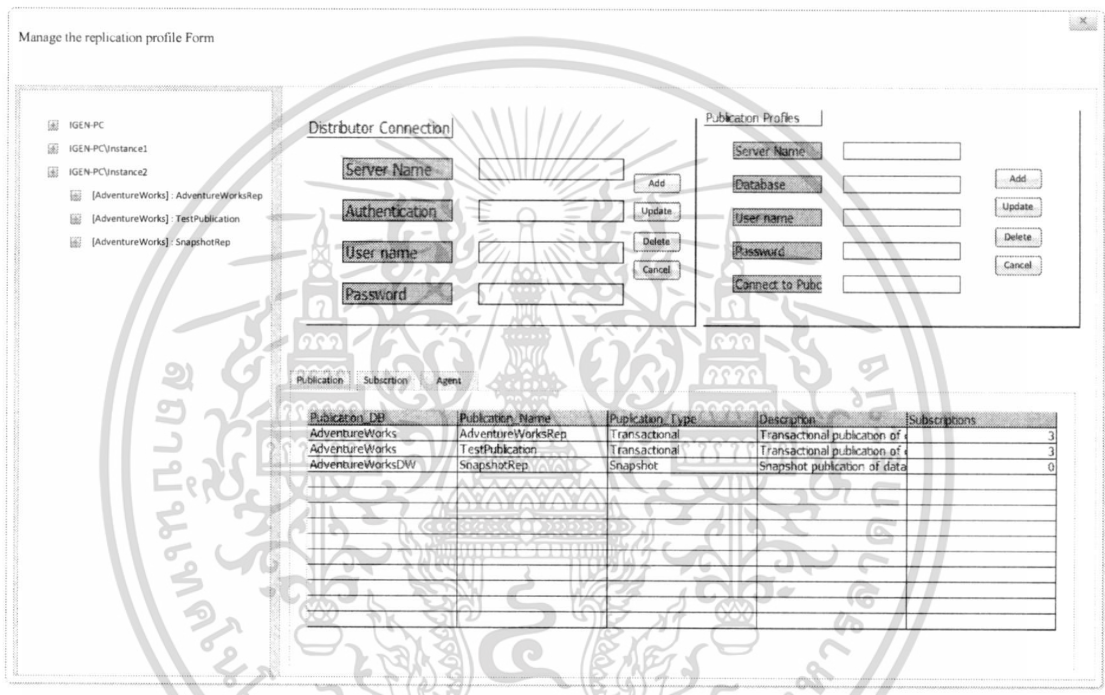 Manage the replication profile Form
IGEN-PC
IGEN-PC\Instance1
IGEN-PC\Instance2
[AdventureWorks] : AdventureWorksRep
[AdventureWorks] : TestPublication
[AdventureWorks] : SnapshotRep
Distributor Connection
Server Name
Authentication
User name
Password
Add
Update
Delete
Cancel
Publication Profiles
Server Name
Database
User name
Password
Connect to Pubc
Add
Update
Delete
Cancel
Publication Subscrtion Agent
Publication_DB Publication_Name Puplication_Type Description Subscriptions
AdventureWorks AdventureWorksRep Transactional Transactional publication of 3
AdventureWorks TestPublication Transactional Transactional publication of 3
AdventureWorksDW SnapshotRep Snapshot Snapshot publication of data 0